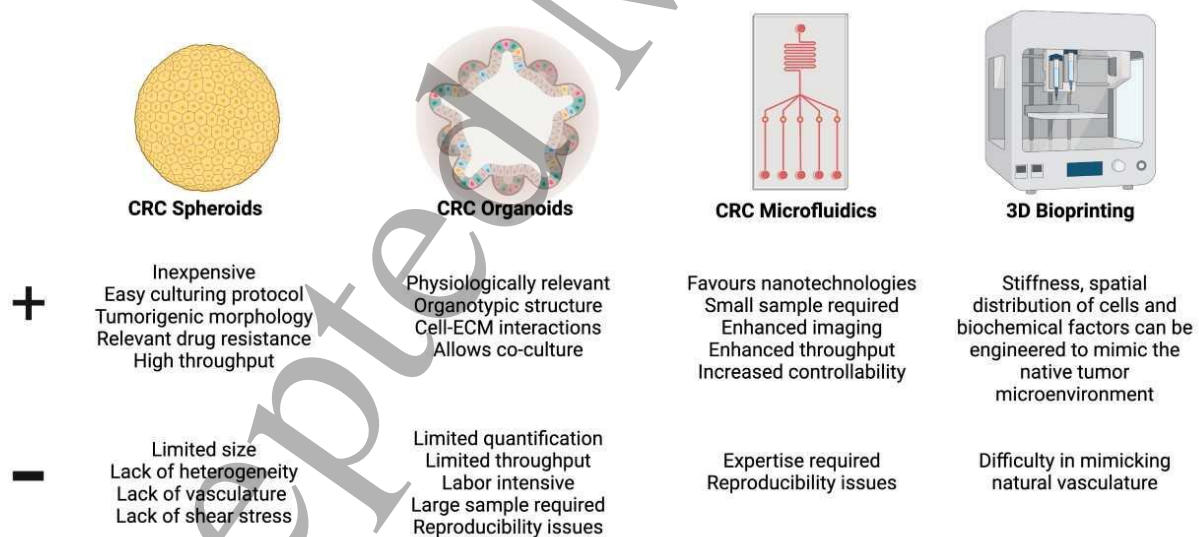 CRC Spheroids
CRC Organoids
CRC Microfluidics
3D Bioprinting
+
Inexpensive
Easy culturing protocol
Tumorigenic morphology
Relevant drug resistance
High throughput
Physiologically relevant
Organotypic structure
Cell-ECM interactions
Allows co-culture
Favours nanotechnologies
Small sample required
Enhanced imaging
Enhanced throughput
Increased controllability
Stiffness, spatial
distribution of cells and
biochemical factors can be
engineered to mimic the
native tumor
microenvironment
−
Limited size
Lack of heterogeneity
Lack of vasculature
Lack of shear stress
Limited quantification
Limited throughput
Labor intensive
Large sample required
Reproducibility issues
Expertise required
Reproducibility issues
Difficulty in mimicking
natural vasculature